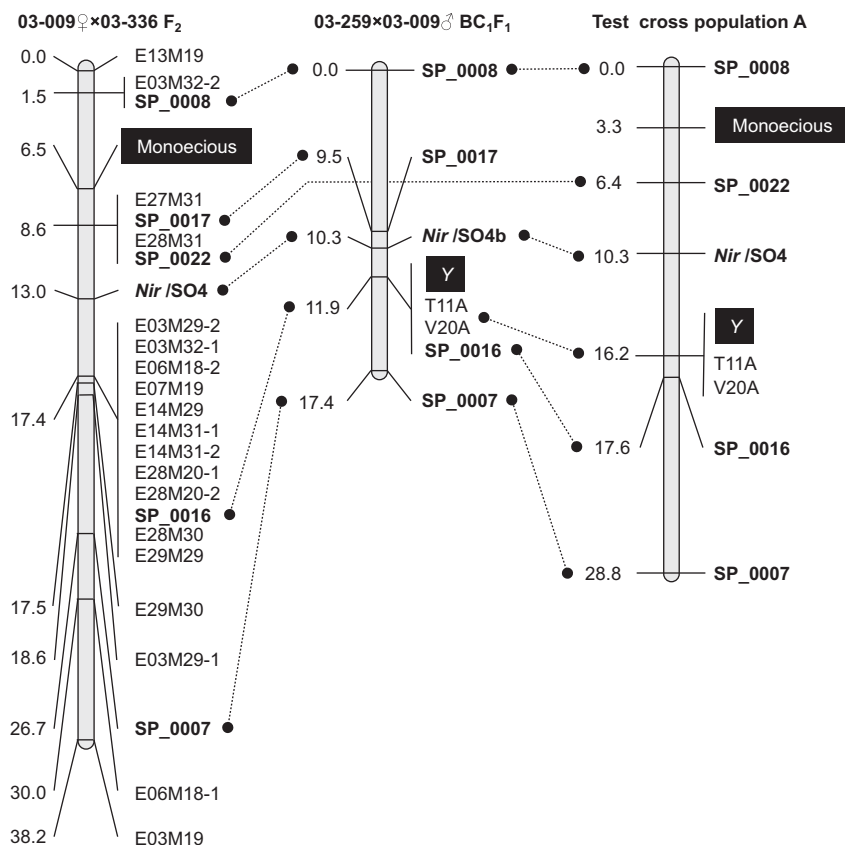 03-009♀×03-336 F₂
0.0
E13M19
1.5
E03M32-2
SP_0008
6.5
Monoecious
8.6
E27M31
SP_0017
E28M31
SP_0022
13.0
Nir /SO4
17.4
E03M29-2
E03M32-1
E06M18-2
E07M19
E14M29
E14M31-1
E14M31-2
E28M20-1
E28M20-2
SP_0016
E28M30
E29M29
17.5
E29M30
18.6
E03M29-1
26.7
SP_0007
30.0
E06M18-1
38.2
E03M19
03-259×03-009♂ BC₁F₁
0.0
SP_0008
9.5
SP_0017
10.3
Nir /SO4b
11.9
Y
T11A
V20A
SP_0016
17.4
SP_0007
Test cross population A
0.0
SP_0008
3.3
Monoecious
6.4
SP_0022
10.3
Nir /SO4
16.2
Y
T11A
V20A
17.6
SP_0016
28.8
SP_0007